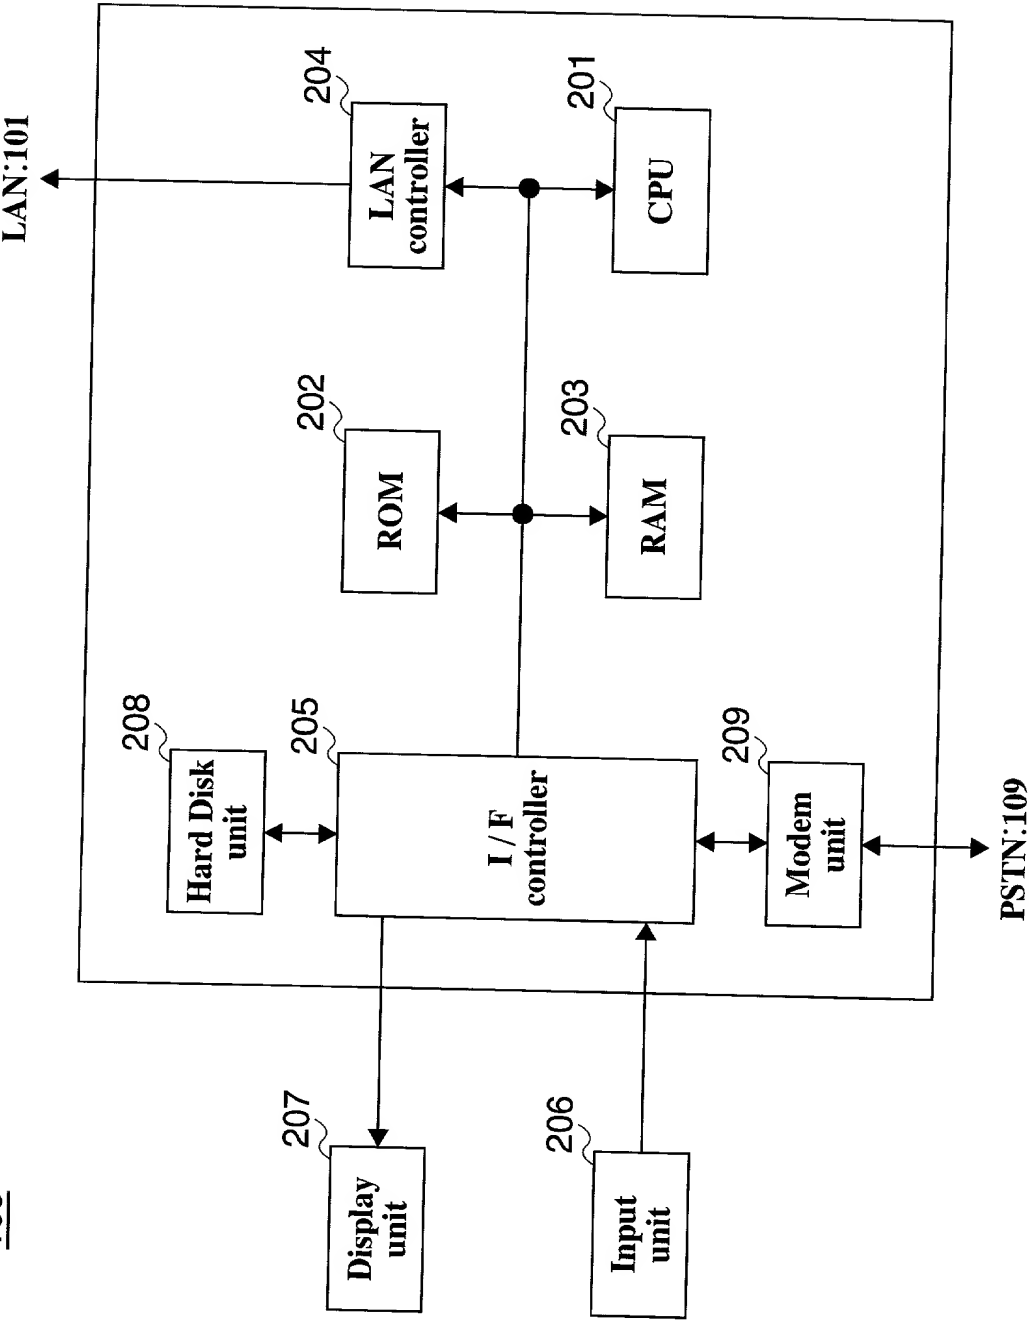 LAN:101
204
LAN
controller
201
CPU
202
ROM
203
RAM
208
Hard Disk
unit
205
I / F
controller
209
Modem
unit
PSTN:109
207
Display
unit
206
Input
unit